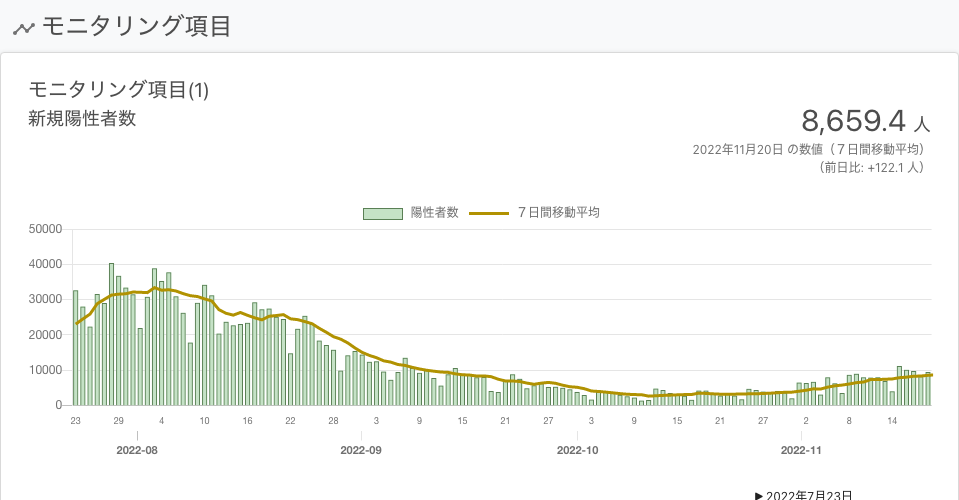 モニタリング項目
モニタリング項目(1)
新規陽性者数
8,659.4 人
2022年11月20日 の数値（７日間移動平均）
（前日比: +122.1 人）
陽性者数 ７日間移動平均
50000
40000
30000
20000
10000
0
23 29 4 10 16 22 28 3 9 15 21 27 3 9 15 21 27 2 8 14
2022-08 2022-09 2022-10 2022-11
▶ 2022年7月23日